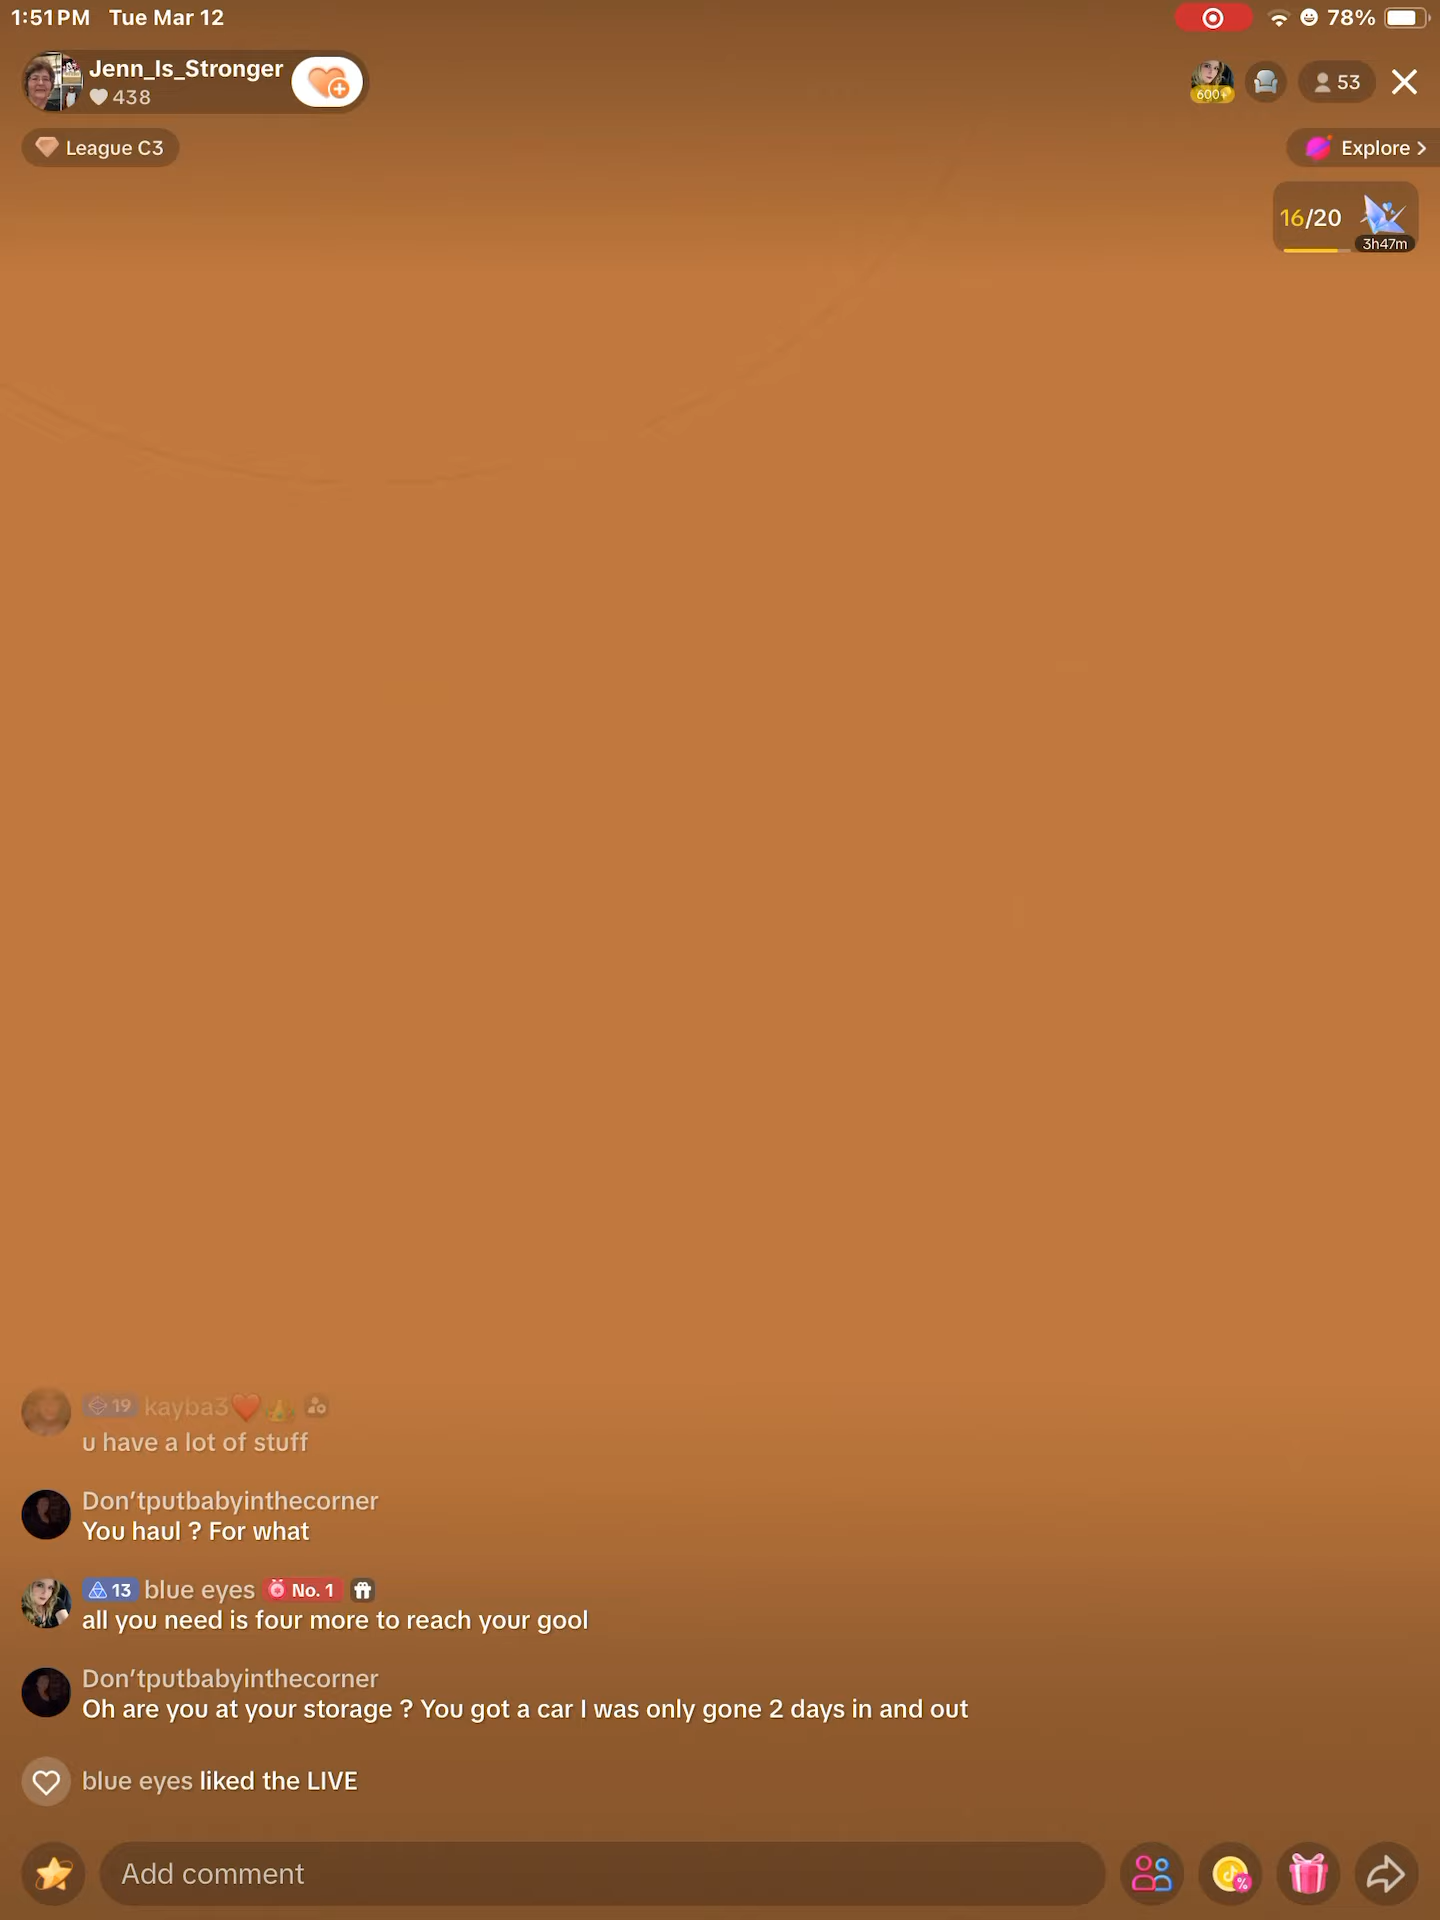 1:51 PM Tue Mar 12
78%
Jenn_Is_Stronger
438
600+
53
League C3
Explore >
16/20
3h47m
19 kayba3❤️
u have a lot of stuff
Don’tputbabyinthecorner
You haul ? For what
13 blue eyes No. 1
all you need is four more to reach your gool
Don’tputbabyinthecorner
Oh are you at your storage ? You got a car I was only gone 2 days in and out
blue eyes liked the LIVE
Add comment